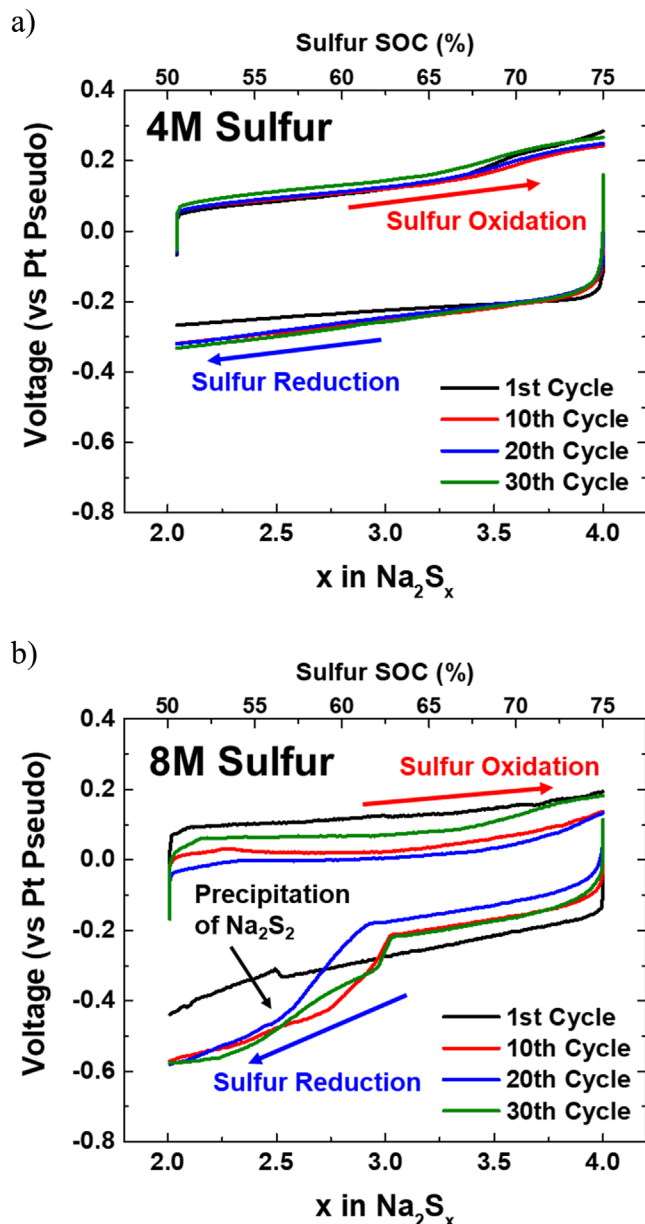 a)
Sulfur SOC (%)
50 55 60 65 70 75
0.4
0.2
0.0
-0.2
-0.4
-0.6
-0.8
Voltage (vs Pt Pseudo)
4M Sulfur
Sulfur Oxidation
Sulfur Reduction
1st Cycle
10th Cycle
20th Cycle
30th Cycle
2.0 2.5 3.0 3.5 4.0
x in Na₂Sₓ
b)
Sulfur SOC (%)
50 55 60 65 70 75
0.4
0.2
0.0
-0.2
-0.4
-0.6
-0.8
Voltage (vs Pt Pseudo)
8M Sulfur
Sulfur Oxidation
Precipitation
of Na₂S₂
Sulfur Reduction
1st Cycle
10th Cycle
20th Cycle
30th Cycle
2.0 2.5 3.0 3.5 4.0
x in Na₂Sₓ